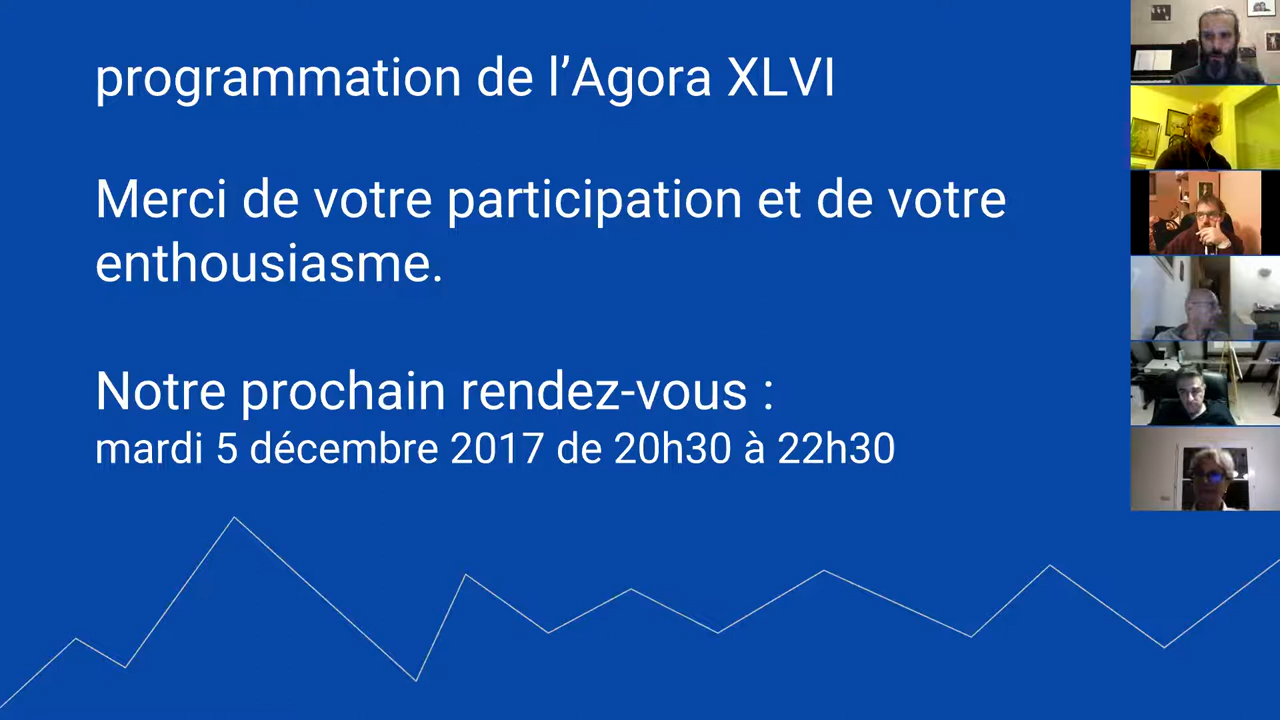 programmation de l’Agora XLVI
Merci de votre participation et de votre
enthousiasme.
Notre prochain rendez-vous :
mardi 5 décembre 2017 de 20h30 à 22h30